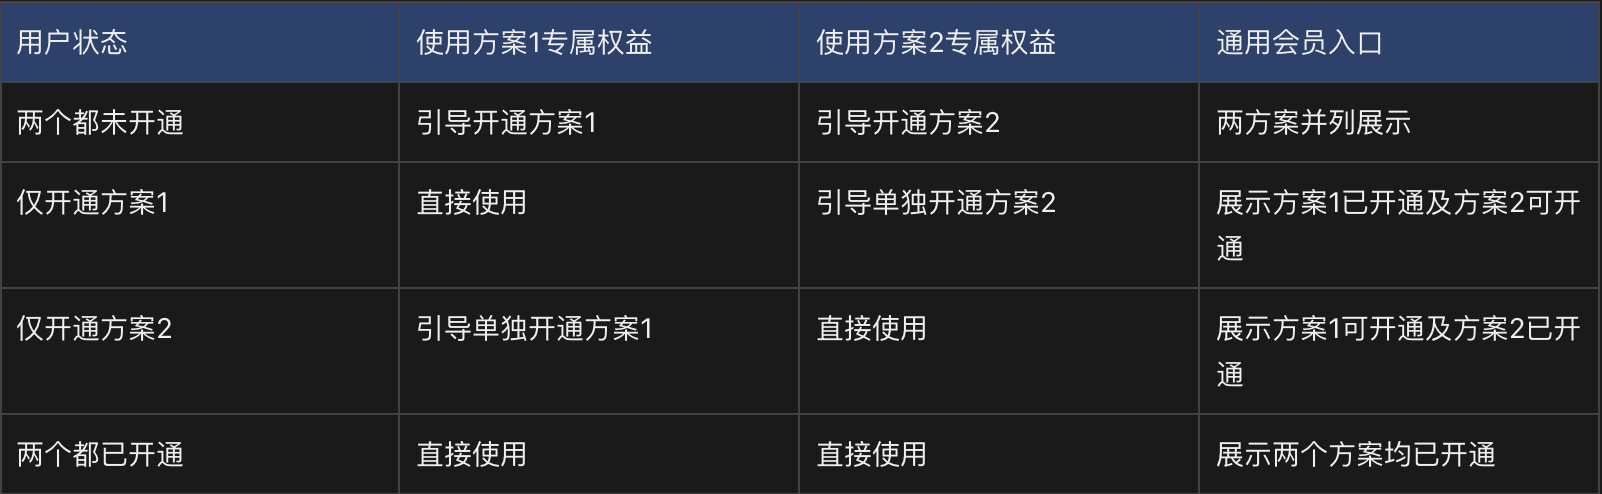 用户状态 使用方案1专属权益 使用方案2专属权益 通用会员入口
两个都未开通 引导开通方案1 引导开通方案2 两方案并列展示
仅开通方案1 直接使用 引导单独开通方案2 展示方案1已开通及方案2可开
通
仅开通方案2 引导单独开通方案1 直接使用 展示方案1可开通及方案2已开
通
两个都已开通 直接使用 直接使用 展示两个方案均已开通